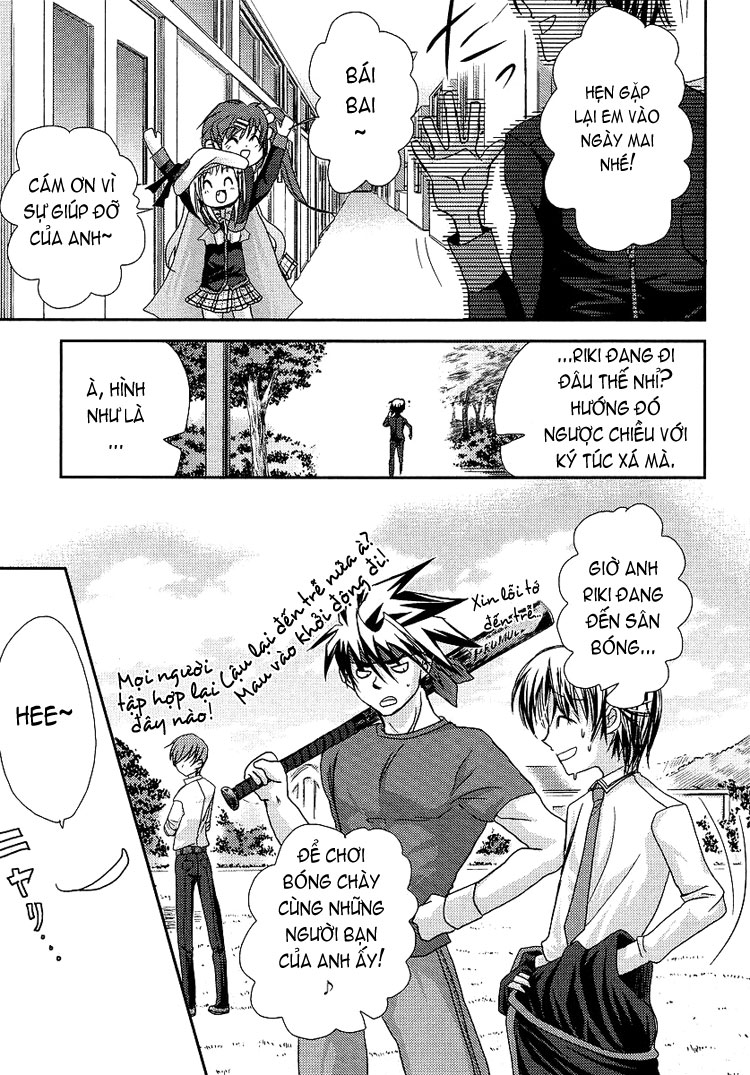 HẸN GẶP
LẠI EM VÀO
NGÀY MAI
NHÉ!
BÁI
BAI
~
CÁM ƠN VÌ
SỰ GIÚP ĐỠ
CỦA ANH~
...RIKI ĐANG ĐI
ĐÂU THẾ NHỈ?
HƯỚNG ĐÓ
NGƯỢC CHIỀU VỚI
KÝ TÚC XÁ MÀ.
À, HÌNH
NHƯ LÀ
...
GIỜ ANH
RIKI ĐANG
ĐẾN SÂN
BÓNG...
Xin lỗi tớ
đến trễ...
Cậu lại đến trễ nữa à?
Mau vào khởi động đi!
Mọi người
tập hợp lại
đây nào!
ĐỂ CHƠI
BÓNG CHÀY
CÙNG NHỮNG
NGƯỜI BẠN
CỦA ANH ẤY!
♪
HEE~
ニヤリ...